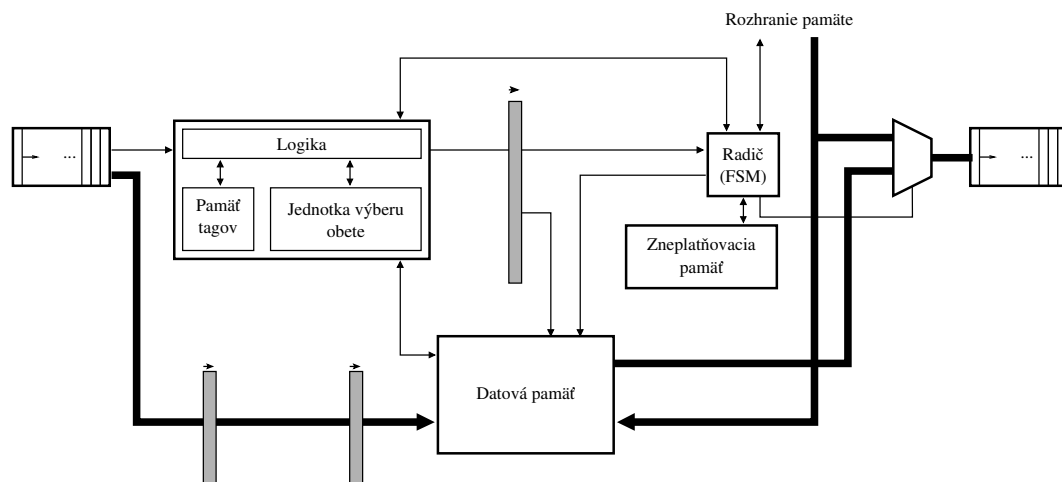 Rozhranie pamäte
...
Logika
Pamäť
tagov
Jednotka výberu
obete
Radič
(FSM)
...
Zneplatňovacia
pamäť
Datová pamäť